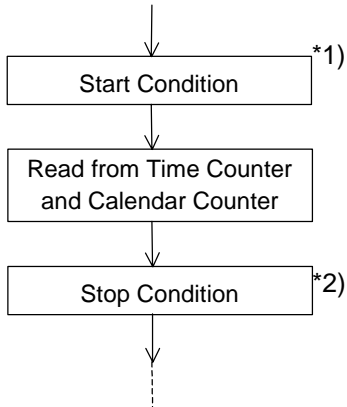 *1)
Start Condition
Read from Time Counter
and Calendar Counter
*2)
Stop Condition